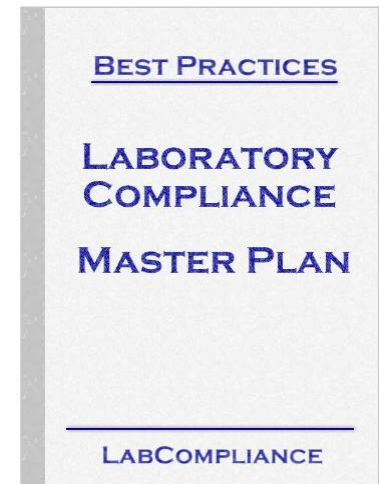 BEST PRACTICES
LABORATORY
COMPLIANCE
MASTER PLAN
LABCOMPLIANCE